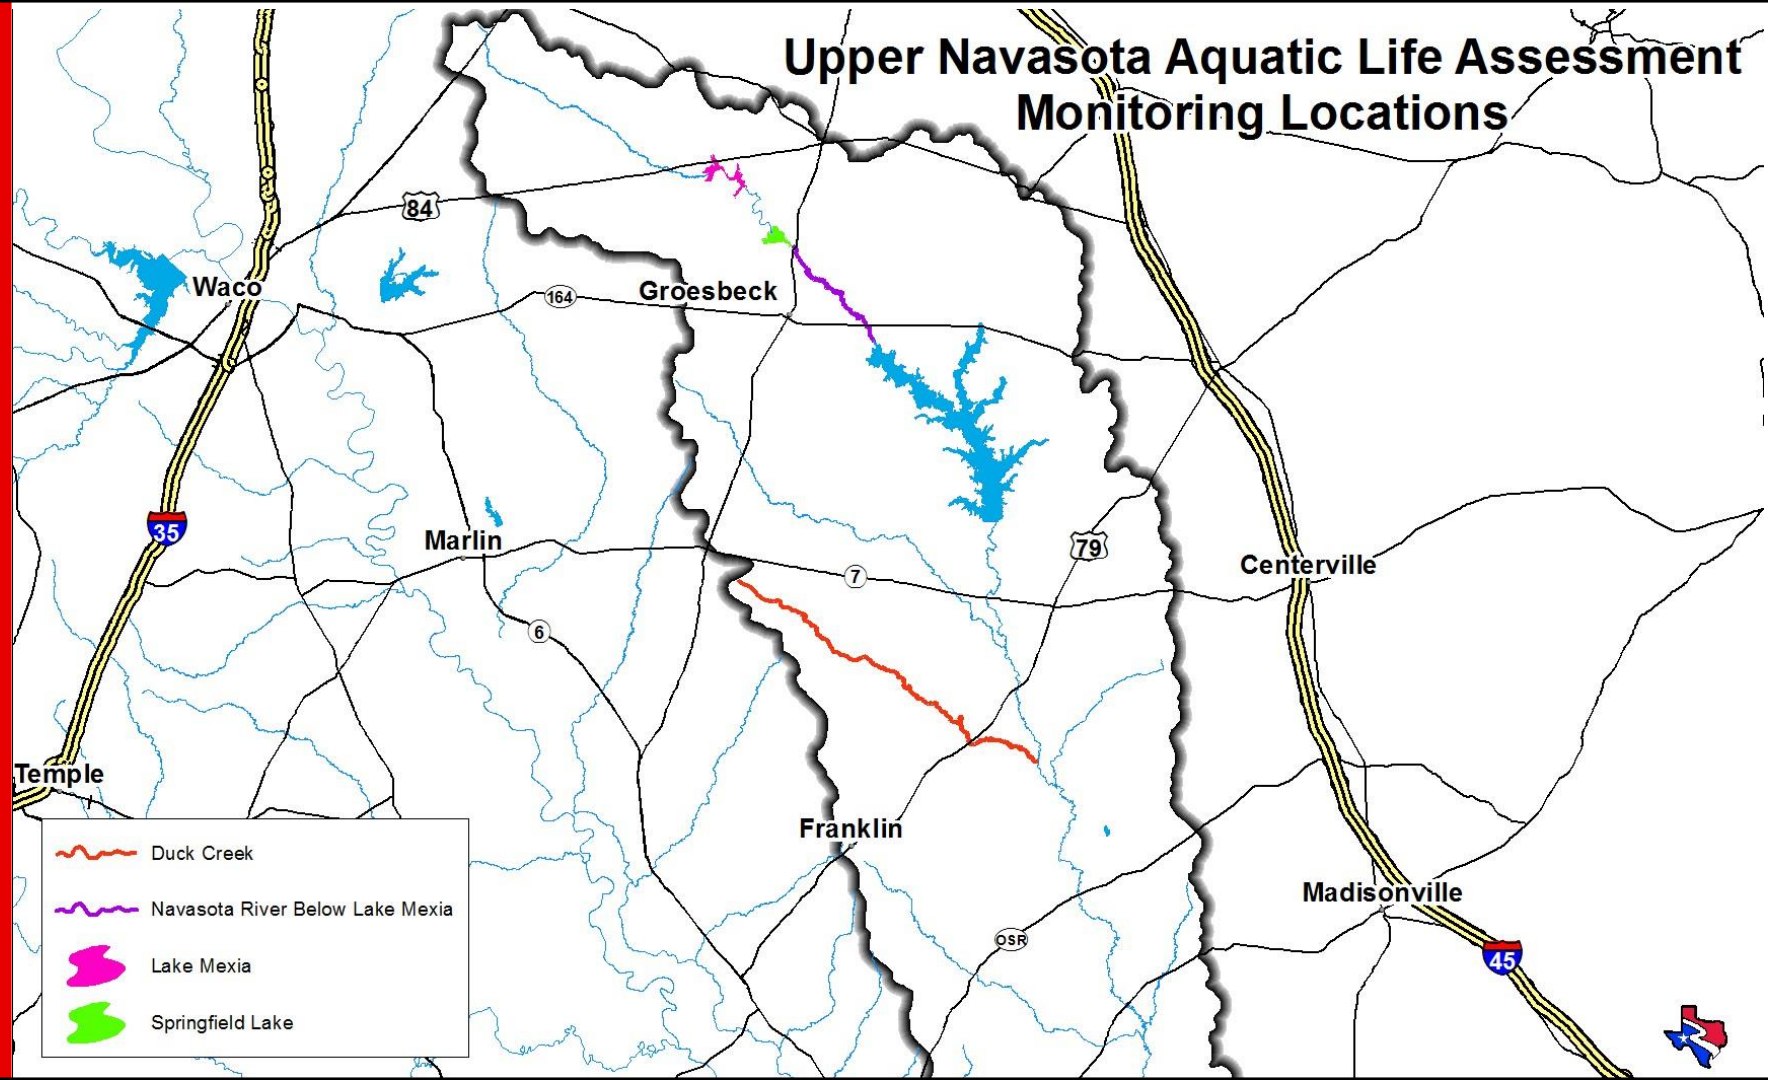 Upper Navasota Aquatic Life Assessment
Monitoring Locations
84
Waco
164
Groesbeck
35
Marlin
79
7
Centerville
6
Temple
Franklin
Duck Creek
Navasota River Below Lake Mexia
Lake Mexia
Springfield Lake
Madisonville
OSR
45